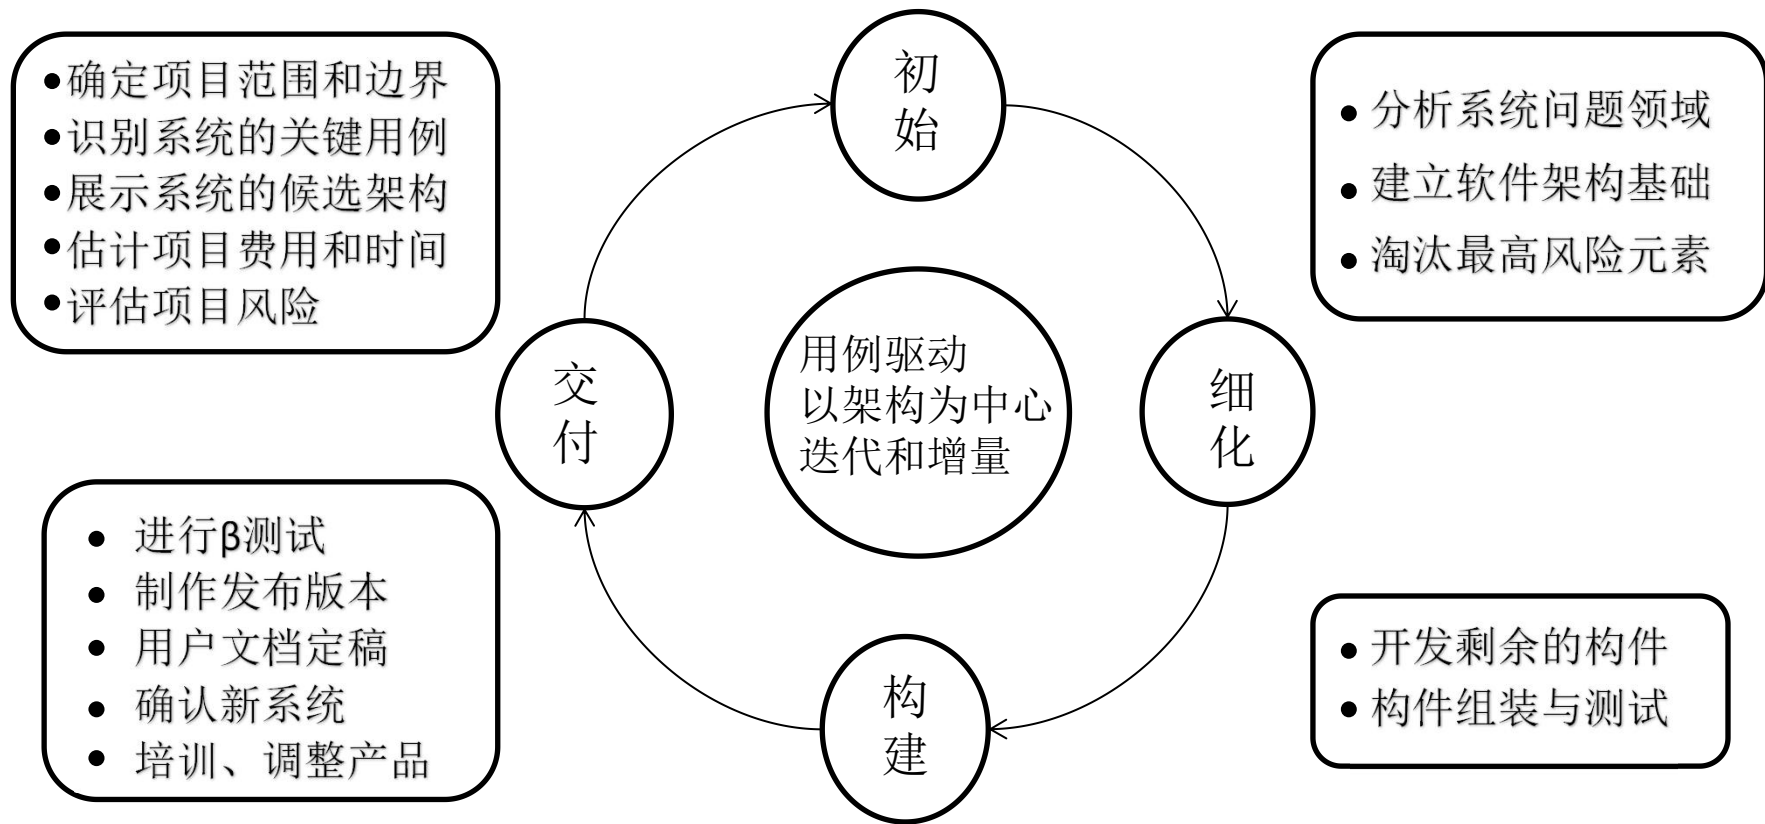 ●确定项目范围和边界
●识别系统的关键用例
●展示系统的候选架构
●估计项目费用和时间
●评估项目风险
初
始
● 分析系统问题领域
● 建立软件架构基础
● 淘汰最高风险元素
交
付
用例驱动
以架构为中心
迭代和增量
细
化
● 进行β测试
● 制作发布版本
● 用户文档定稿
● 确认新系统
● 培训、调整产品
构
建
● 开发剩余的构件
● 构件组装与测试